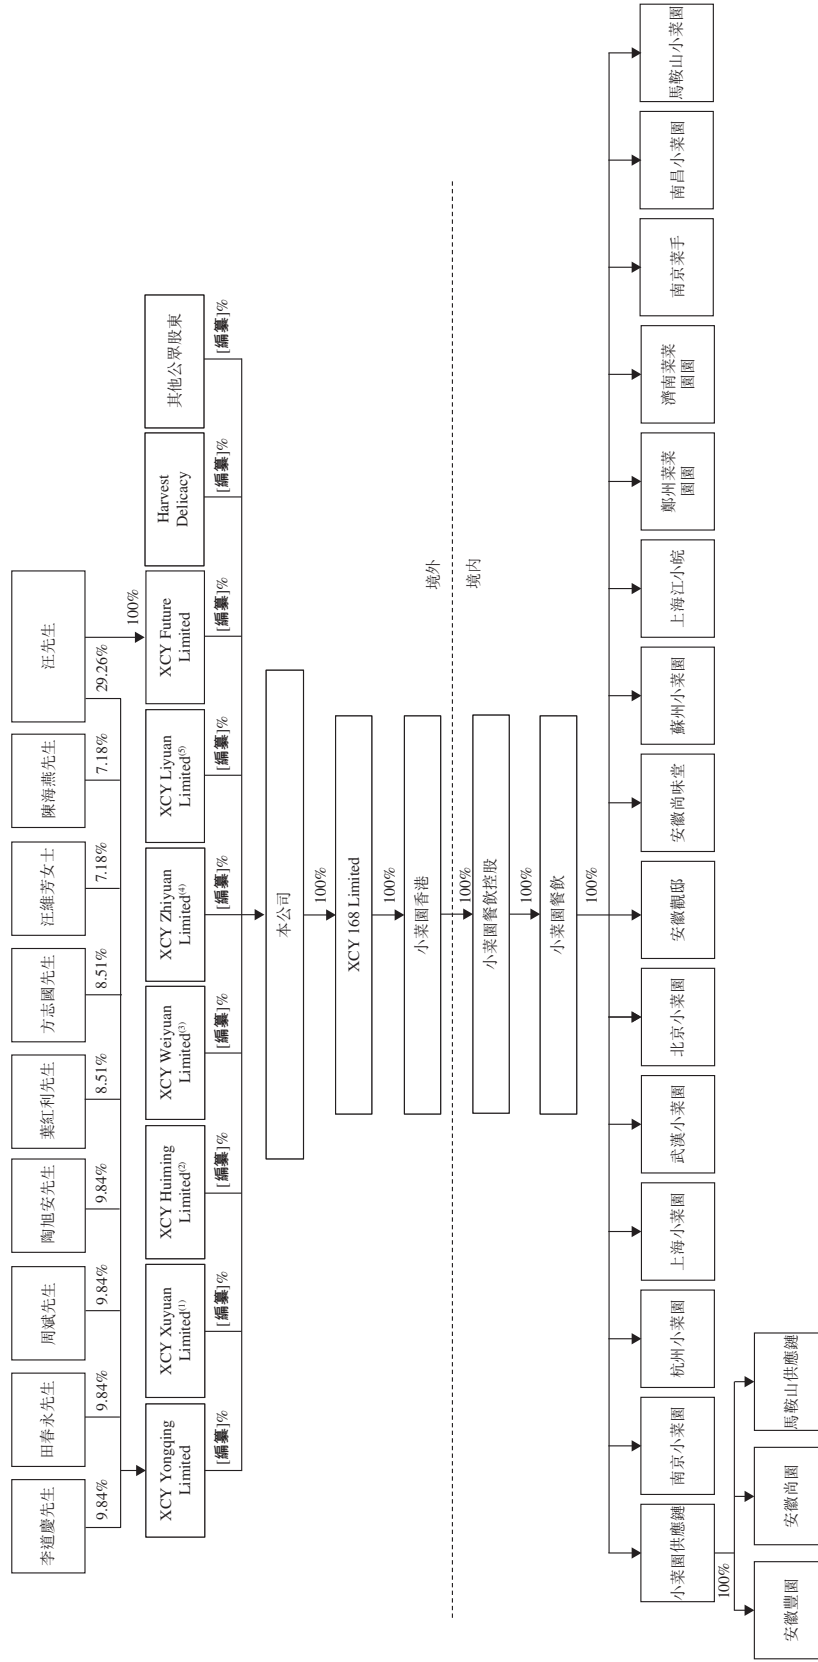 李道慶先生
田春永先生
周斌先生
陶旭安先生
葉紅利先生
方志國先生
汪維芳女士
陳海燕先生
汪先生
9.84%
9.84%
9.84%
9.84%
8.51%
8.51%
7.18%
7.18%
29.26%
100%
XCY Yongqing
Limited
XCY Xuyuan
Limited(1)
XCY Huiming
Limited(2)
XCY Weiyuan
Limited(3)
XCY Zhiyuan
Limited(4)
XCY Liyuan
Limited(5)
XCY Future
Limited
Harvest
Delicacy
其他公眾股東
[編纂]%
[編纂]%
[編纂]%
[編纂]%
[編纂]%
[編纂]%
[編纂]%
[編纂]%
[編纂]%
本公司
100%
XCY 168 Limited
100%
小菜園香港
境外
100%
境內
小菜園餐飲控股
100%
小菜園餐飲
100%
小菜園供應鏈
南京小菜園
杭州小菜園
上海小菜園
武漢小菜園
北京小菜園
安徽觀邸
安徽尚味堂
蘇州小菜園
上海江小皖
鄭州菜菜
園園
濟南菜菜
園園
南京菜手
南昌小菜園
馬鞍山小菜園
100%
安徽豐園
安徽尚園
馬鞍山供應鏈